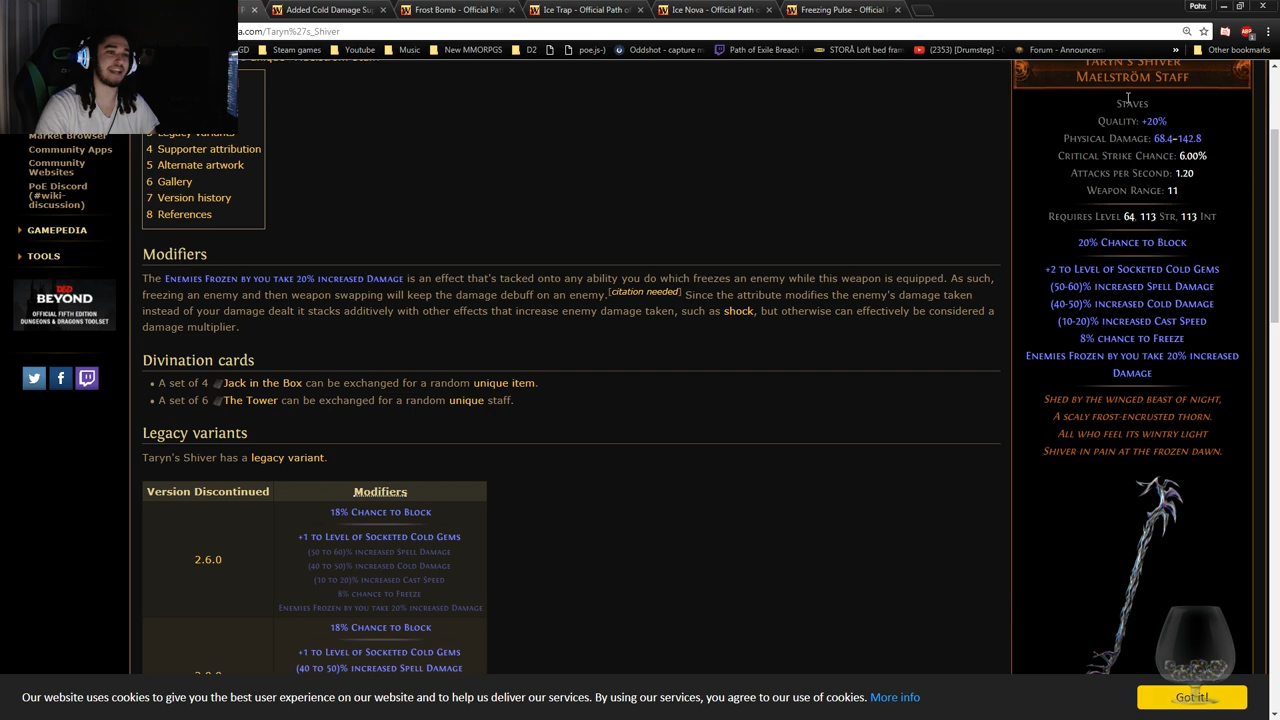 Pohx
Added Cold Damage Su
Frost Bomb - Official Pat
Ice Trap - Official Path of
Ice Nova - Official Path o
Freezing Pulse - Official
a.com/Taryn%27s_Shiver
GD
Steam games
Youtube
Music
New MMORPGS
D2
poe.js-)
Oddshot - capture m
Path of Exile Breach
STORÅ Loft bed fram
(2353) [Drumstep] —
Forum - Announcem
Other bookmarks
Market Browser
Community Apps
Community
Websites
PoE Discord
(#wiki-
discussion)
GAMEPEDIA
TOOLS
D&D
BEYOND
OFFICIAL FIFTH EDITION
DUNGEONS & DRAGONS TOOLSET
Legacy variants
4 Supporter attribution
5 Alternate artwork
6 Gallery
7 Version history
8 References
Modifiers
The Enemies Frozen by you take 20% increased Damage is an effect that's tacked onto any ability you do which freezes an enemy while this weapon is equipped. As such,
freezing an enemy and then weapon swapping will keep the damage debuff on an enemy.[citation needed] Since the attribute modifies the enemy's damage taken
instead of your damage dealt it stacks additively with other effects that increase enemy damage taken, such as shock, but otherwise can effectively be considered a
damage multiplier.
Divination cards
• A set of 4 Jack in the Box can be exchanged for a random unique item.
• A set of 6 The Tower can be exchanged for a random unique staff.
Legacy variants
Taryn's Shiver has a legacy variant.
Version Discontinued
Modifiers
2.6.0
18% Chance to Block
+1 to Level of Socketed Cold Gems
(50 to 60)% increased Spell Damage
(40 to 50)% increased Cold Damage
(10 to 20)% increased Cast Speed
8% chance to Freeze
Enemies Frozen by you take 20% increased Damage
18% Chance to Block
+1 to Level of Socketed Cold Gems
(40 to 50)% increased Spell Damage
Taryn's Shiver
Maelström Staff
Staves
Quality: +20%
Physical Damage: 68.4–142.8
Critical Strike Chance: 6.00%
Attacks per Second: 1.20
Weapon Range: 11
Requires Level 64, 113 Str, 113 Int
20% Chance to Block
+2 to Level of Socketed Cold Gems
(50-60)% increased Spell Damage
(40-50)% increased Cold Damage
(10-20)% increased Cast Speed
8% chance to Freeze
Enemies Frozen by you take 20% increased
Damage
Shed by the winged beast of night,
A scaly frost-encrusted thorn.
All who feel its wintry light
Shiver in pain at the frozen dawn.
Our website uses cookies to give you the best user experience on our website and to help us deliver our services. By using our services, you agree to our use of cookies. More info
Got it!